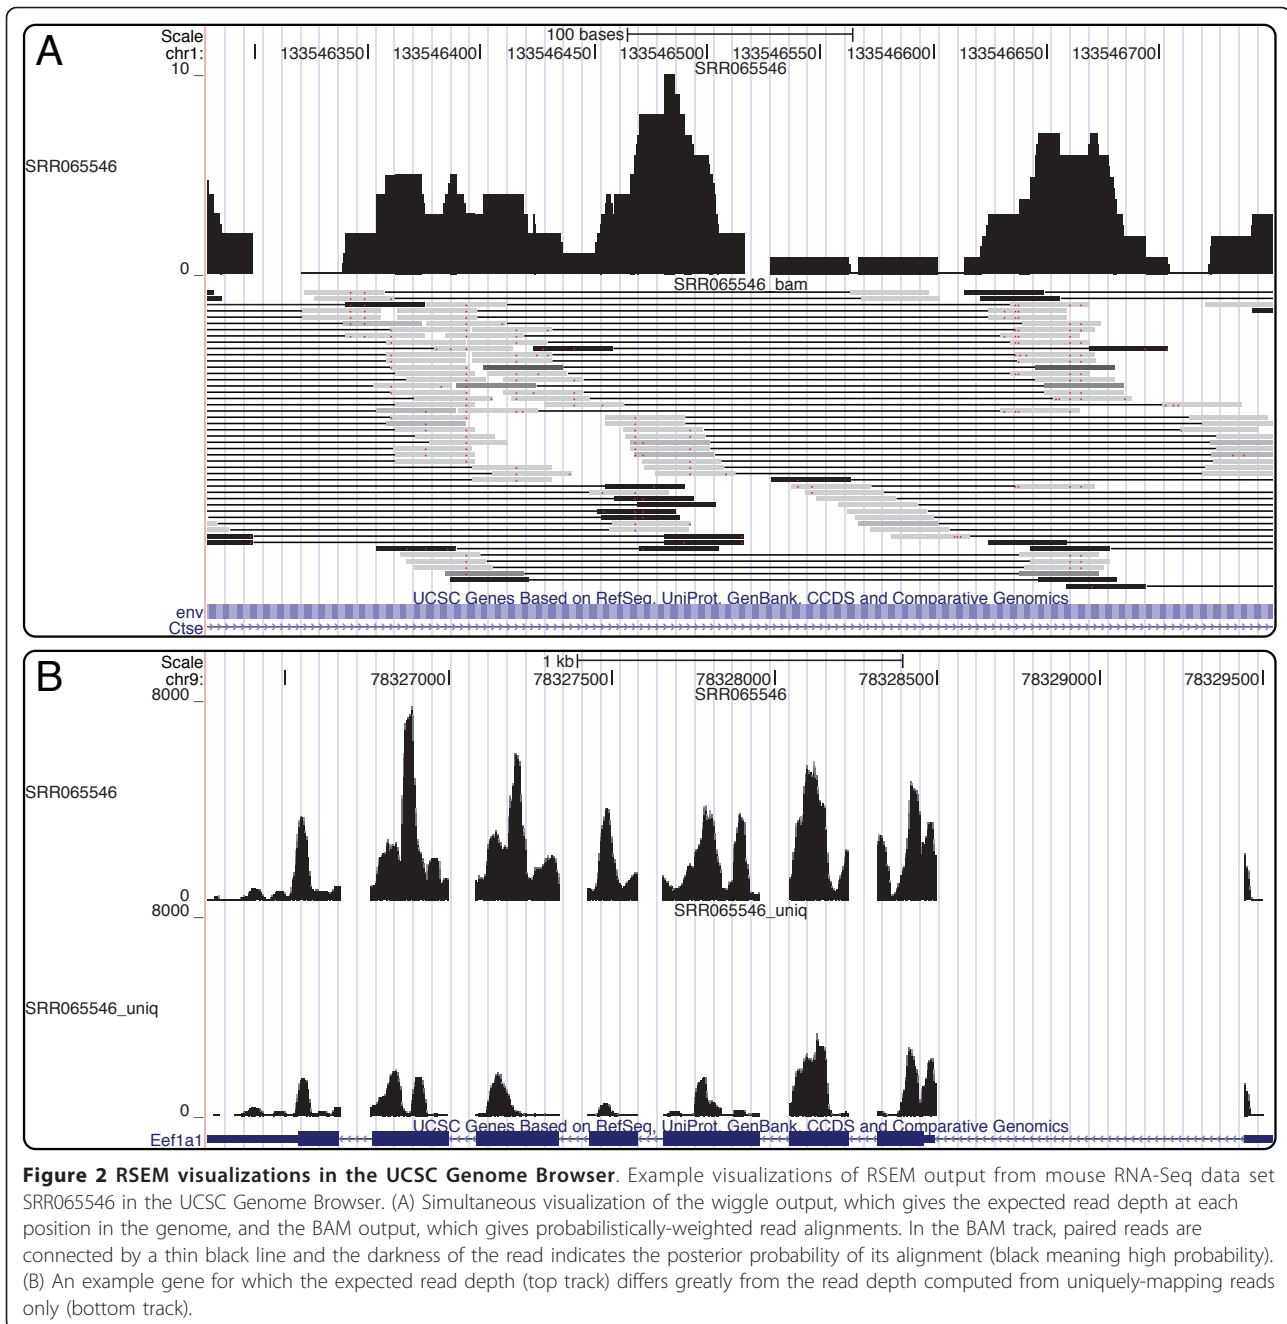 A
Scale
100 bases
chr1:
133546350
133546400
133546450
133546500
133546550
133546600
133546650
133546700
SRR065546
10
SRR065546
0
SRR065546_bam
UCSC Genes Based on RefSeq, UniProt, GenBank, CCDS and Comparative Genomics
env
Ctse
B
Scale
1 kb
chr9:
78327000
78327500
78328000
78328500
78329000
78329500
SRR065546
8000
SRR065546
0
SRR065546_uniq
8000
SRR065546_uniq
0
UCSC Genes Based on RefSeq, UniProt, GenBank, CCDS and Comparative Genomics
Eef1a1
Figure 2 RSEM visualizations in the UCSC Genome Browser. Example visualizations of RSEM output from mouse RNA-Seq data set
SRR065546 in the UCSC Genome Browser. (A) Simultaneous visualization of the wiggle output, which gives the expected read depth at each
position in the genome, and the BAM output, which gives probabilistically-weighted read alignments. In the BAM track, paired reads are
connected by a thin black line and the darkness of the read indicates the posterior probability of its alignment (black meaning high probability).
(B) An example gene for which the expected read depth (top track) differs greatly from the read depth computed from uniquely-mapping reads
only (bottom track).